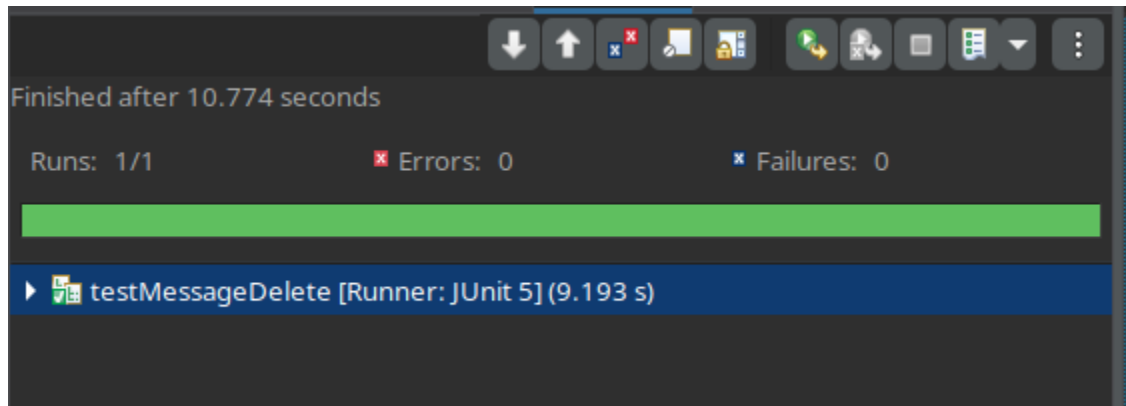 Finished after 10.774 seconds
Runs: 1/1 Errors: 0 Failures: 0
testMessageDelete [Runner: JUnit 5] (9.193 s)